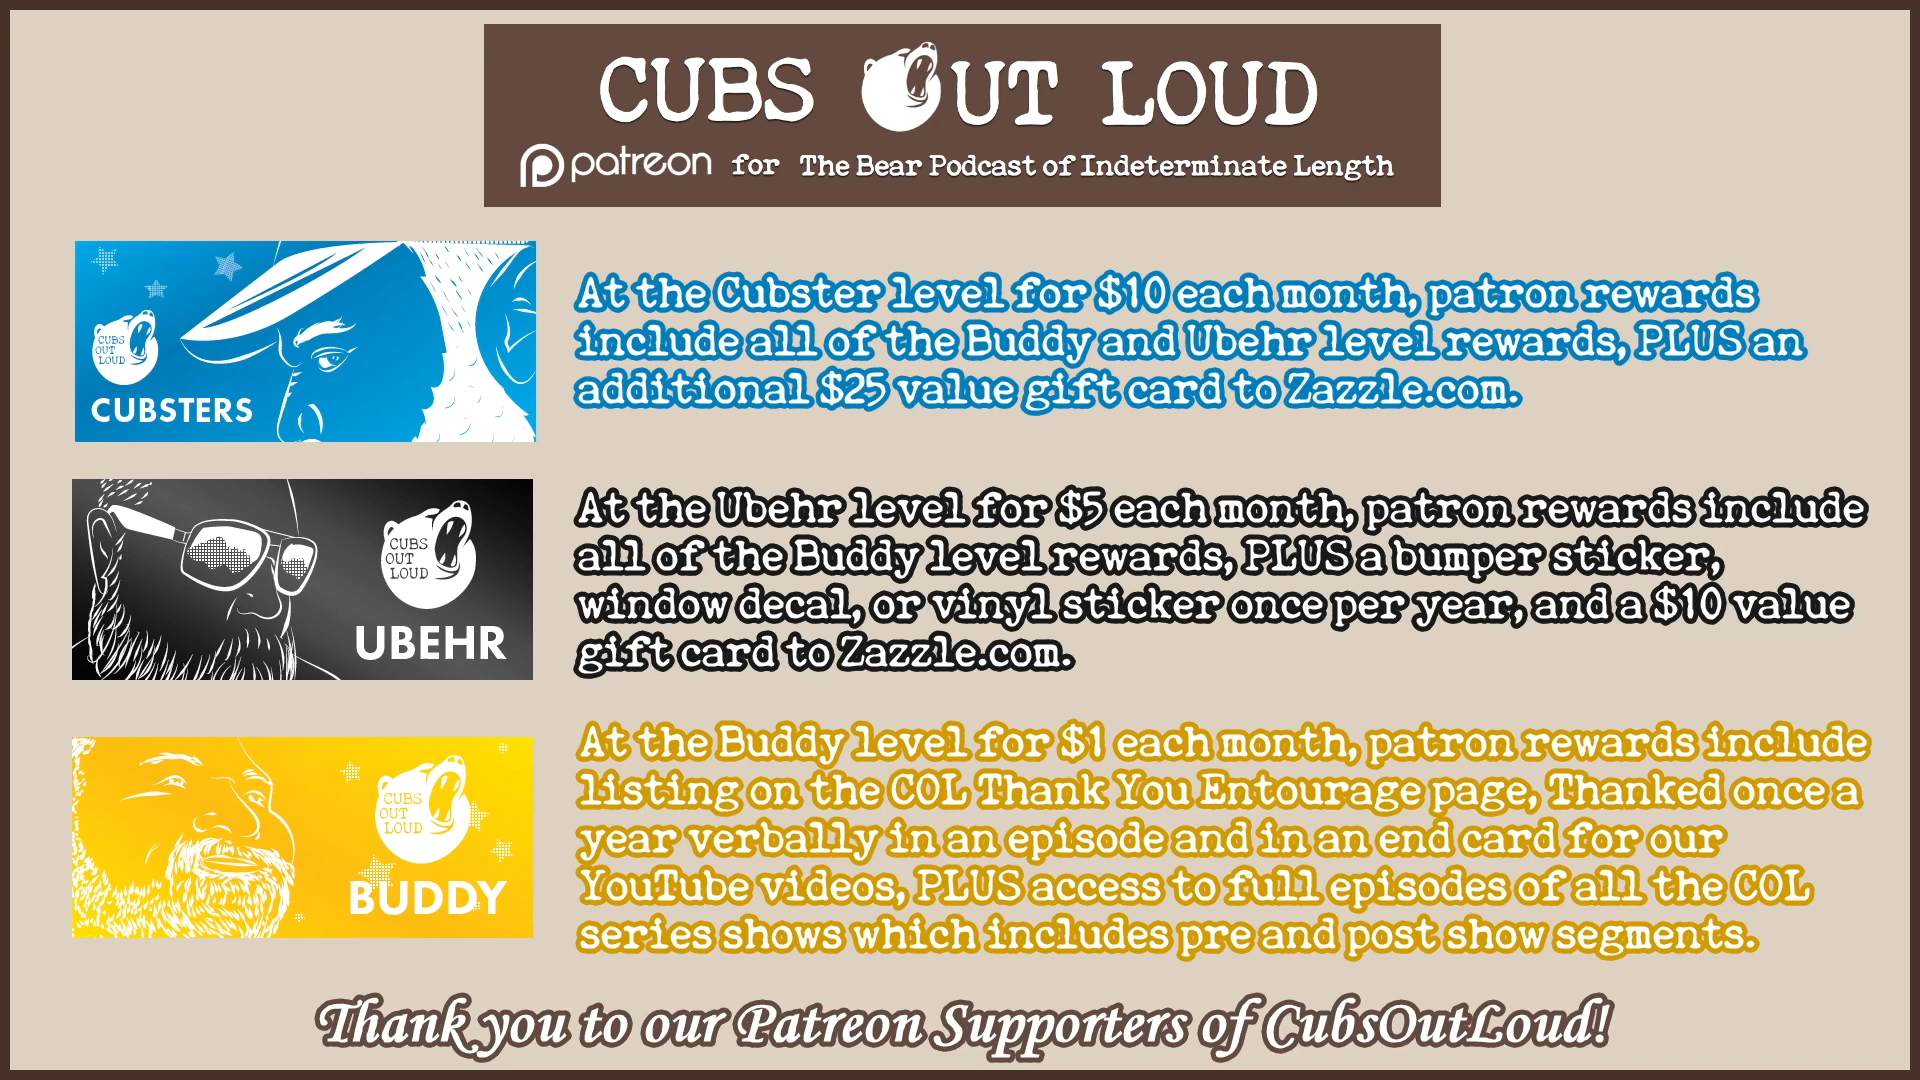 CUBS OUT LOUD
patreon for The Bear Podcast of Indeterminate Length
CUBS
OUT
LOUD
CUBSTERS
At the Cubster level for $10 each month, patron rewards
include all of the Buddy and Ubehr level rewards, PLUS an
additional $25 value gift card to Zazzle.com.
CUBS
OUT
LOUD
UBEHR
At the Ubehr level for $5 each month, patron rewards include
all of the Buddy level rewards, PLUS a bumper sticker,
window decal, or vinyl sticker once per year, and a $10 value
gift card to Zazzle.com.
CUBS
OUT
LOUD
BUDDY
At the Buddy level for $1 each month, patron rewards include
listing on the COL Thank You Entourage page, Thanked once a
year verbally in an episode and in an end card for our
YouTube videos, PLUS access to full episodes of all the COL
series shows which includes pre and post show segments.
Thank you to our Patreon Supporters of CubsOutLoud!